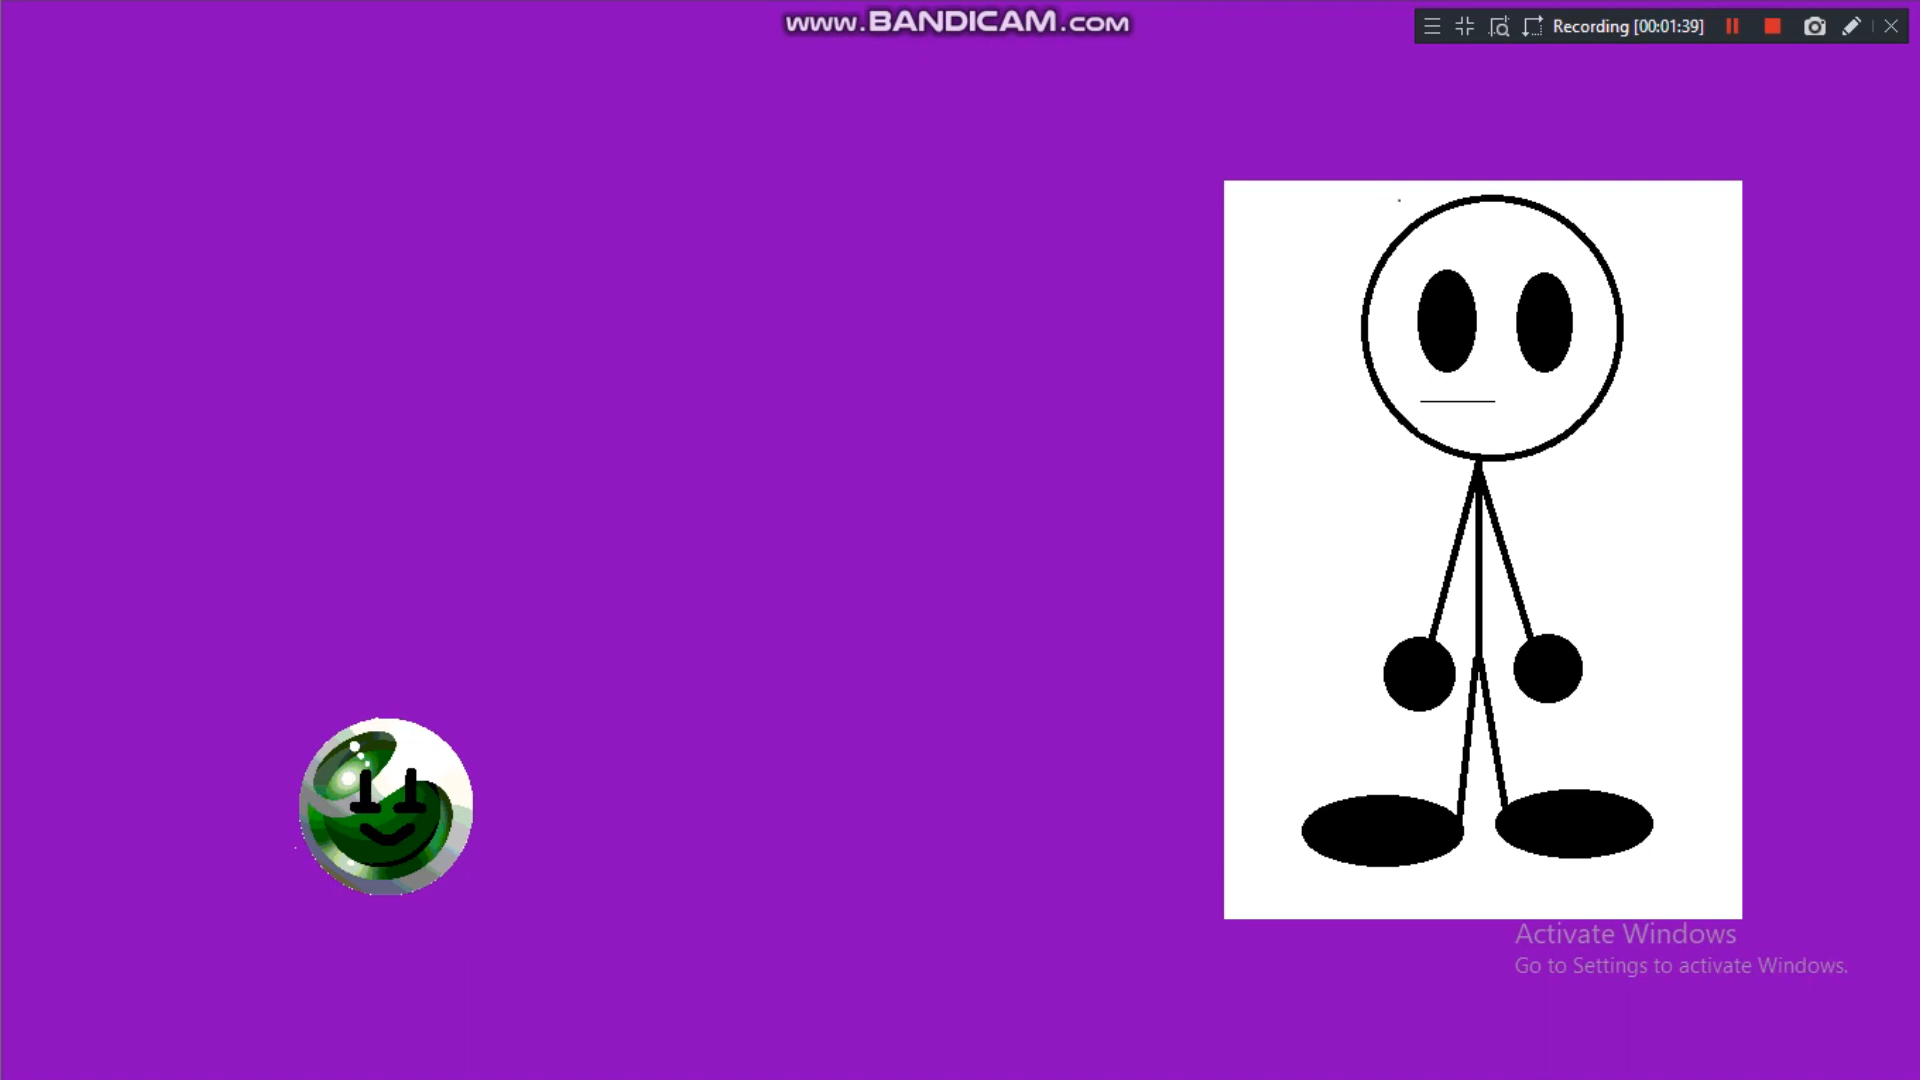 www.BANDICAM.COM
Recording [00:01:39]
Activate Windows
Go to Settings to activate Windows.